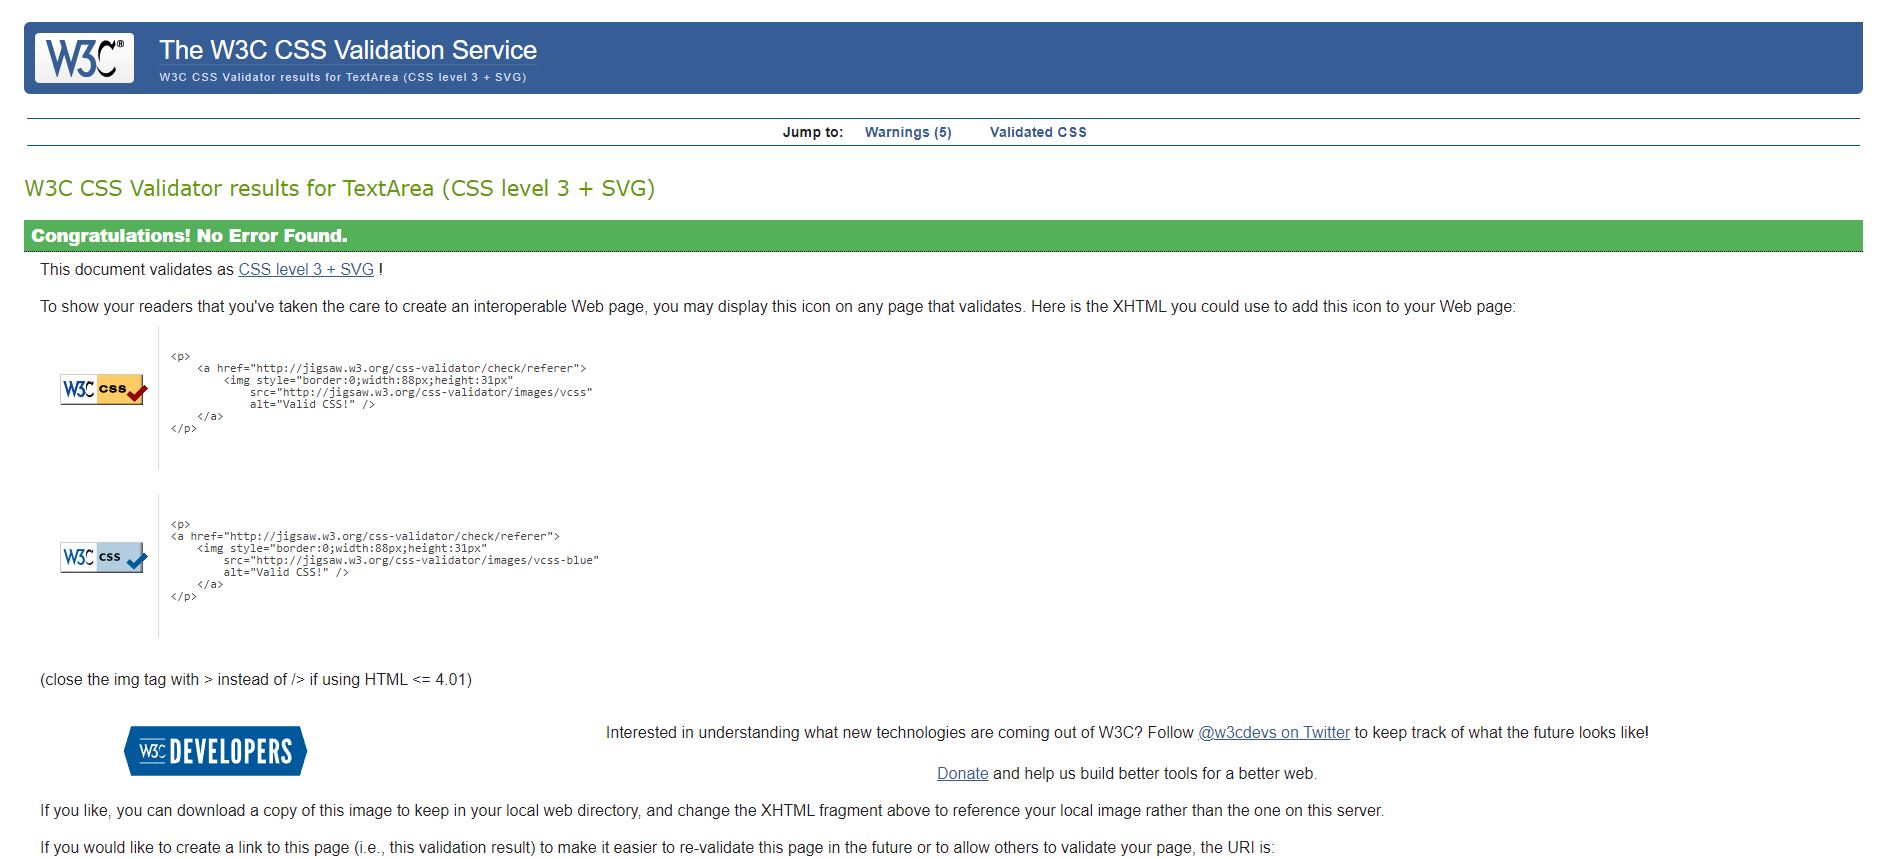 W3C®
The W3C CSS Validation Service
W3C CSS Validator results for TextArea (CSS level 3 + SVG)
Jump to: Warnings (5) Validated CSS
W3C CSS Validator results for TextArea (CSS level 3 + SVG)
Congratulations! No Error Found.
This document validates as CSS level 3 + SVG !
To show your readers that you've taken the care to create an interoperable Web page, you may display this icon on any page that validates. Here is the XHTML you could use to add this icon to your Web page:
W3C css
<p>
<a href="http://jigsaw.w3.org/css-validator/check/referer">
<img style="border:0;width:88px;height:31px"
src="http://jigsaw.w3.org/css-validator/images/vcss"
alt="Valid CSS!" />
</a>
</p>
W3C css
<p>
<a href="http://jigsaw.w3.org/css-validator/check/referer">
<img style="border:0;width:88px;height:31px"
src="http://jigsaw.w3.org/css-validator/images/vcss-blue"
alt="Valid CSS!" />
</a>
</p>
(close the img tag with > instead of /> if using HTML <= 4.01)
W3C DEVELOPERS
Interested in understanding what new technologies are coming out of W3C? Follow @w3cdevs on Twitter to keep track of what the future looks like!
Donate and help us build better tools for a better web.
If you like, you can download a copy of this image to keep in your local web directory, and change the XHTML fragment above to reference your local image rather than the one on this server.
If you would like to create a link to this page (i.e., this validation result) to make it easier to re-validate this page in the future or to allow others to validate your page, the URI is: